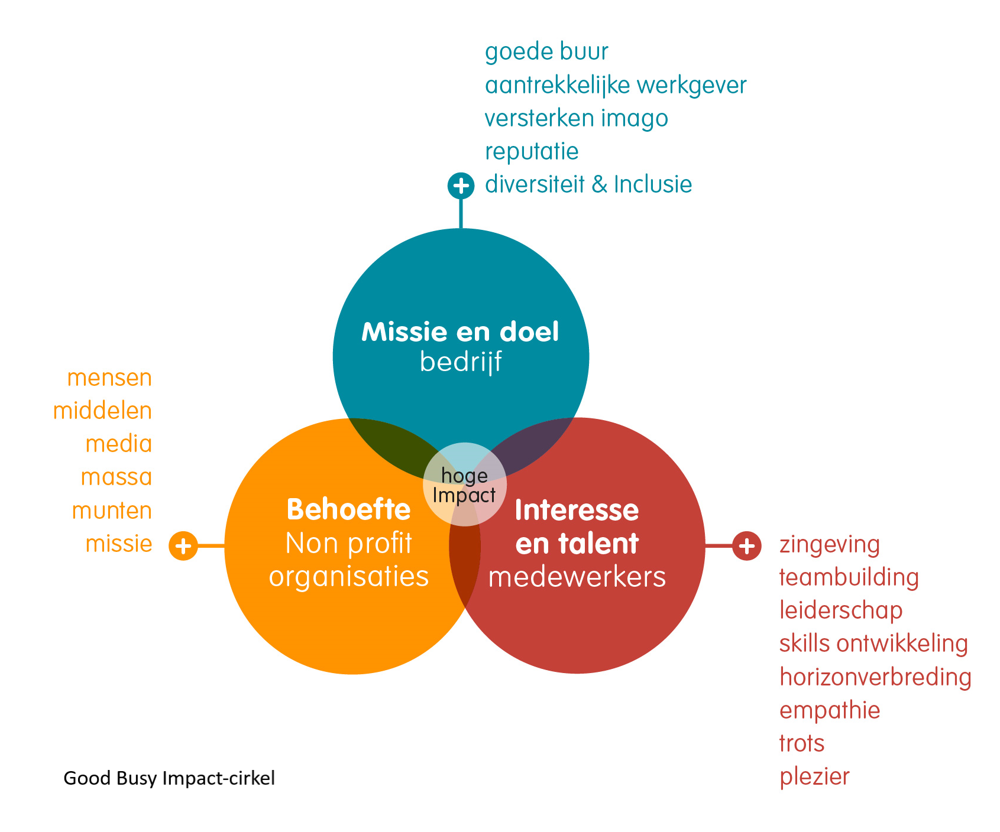 goede buur
aantrekkelijke werkgever
versterken imago
reputatie
diversiteit & Inclusie
Missie en doel
bedrijf
mensen
middelen
media
massa
munten
missie
hoge
Impact
Behoefte
Non profit
organisaties
Interesse
en talent
medewerkers
zingeving
teambuilding
leiderschap
skills ontwikkeling
horizonverbreding
empathie
trots
plezier
Good Busy Impact-cirkel